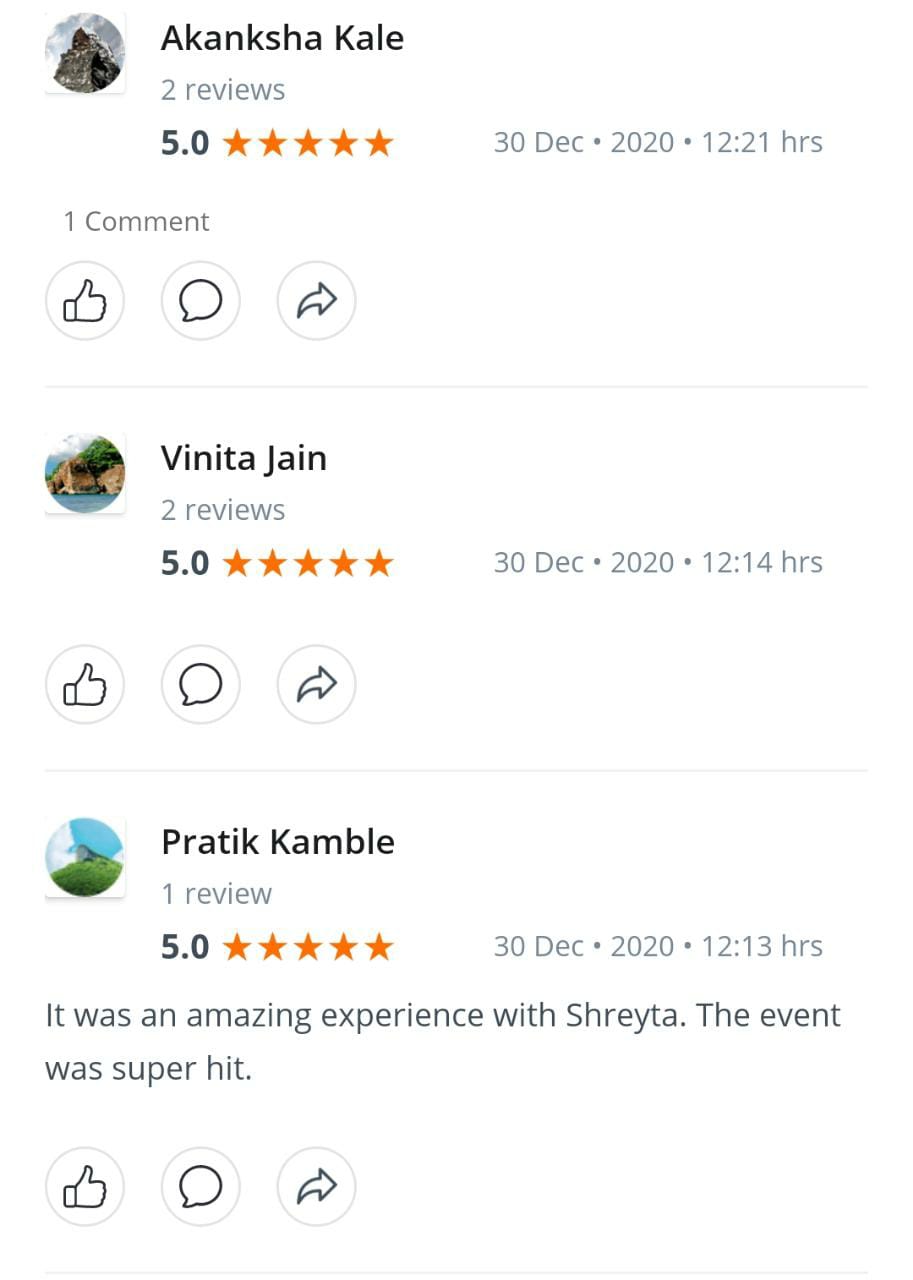 Akanksha Kale
2 reviews
5.0 ★★★★★ 30 Dec • 2020 • 12:21 hrs
1 Comment
Vinita Jain
2 reviews
5.0 ★★★★★ 30 Dec • 2020 • 12:14 hrs
Pratik Kamble
1 review
5.0 ★★★★★ 30 Dec • 2020 • 12:13 hrs
It was an amazing experience with Shreyta. The event
was super hit.